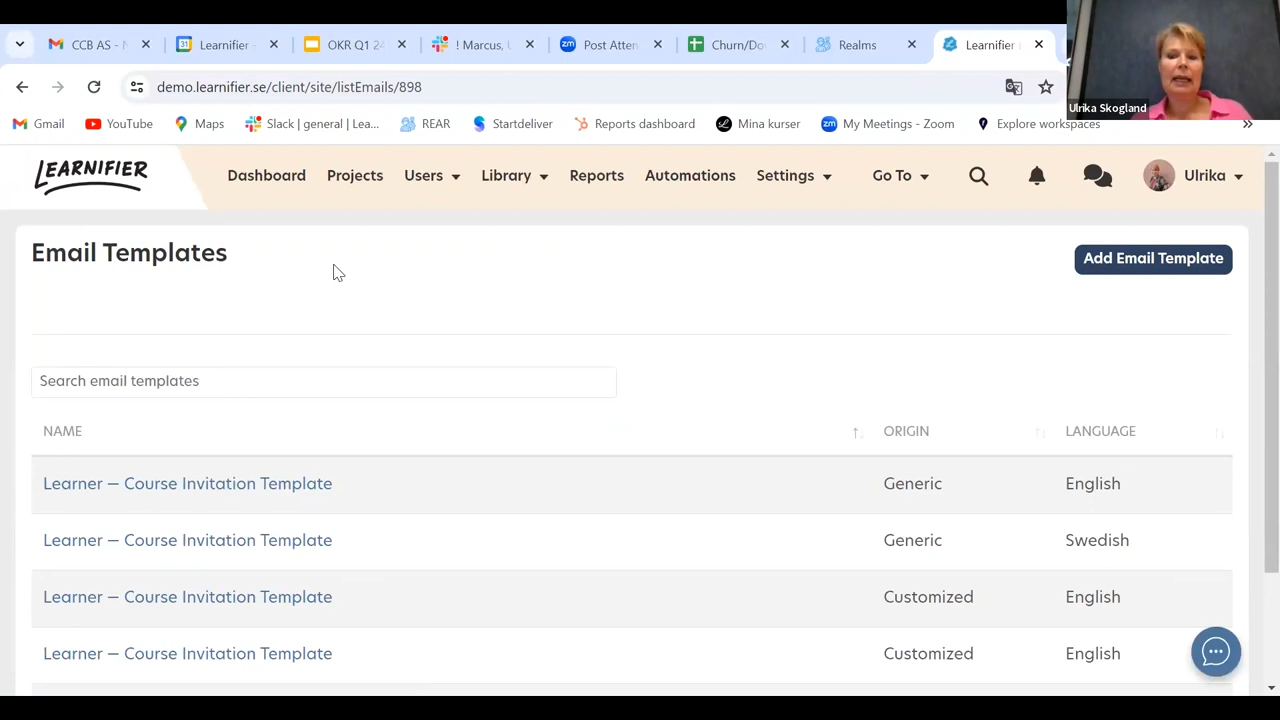 CCB AS - N
Learnifier -
OKR Q1 24
! Marcus, U
Post Atten
Churn/Do
Realms
Learnifier
Ulrika Skogland
demo.learnifier.se/client/site/listEmails/898
Gmail YouTube Maps Slack | general | Lea... REAR Startdeliver Reports dashboard Mina kurser My Meetings - Zoom Explore workspaces
LEARNIFIER Dashboard Projects Users Library Reports Automations Settings Go To Ulrika
Email Templates
Add Email Template
Search email templates
NAME ORIGIN LANGUAGE
Learner — Course Invitation Template Generic English
Learner — Course Invitation Template Generic Swedish
Learner — Course Invitation Template Customized English
Learner — Course Invitation Template Customized English